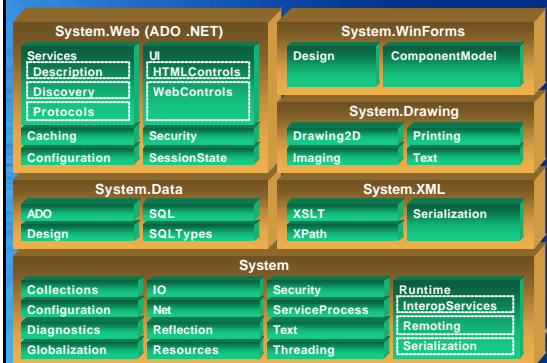 System.Web (ADO .NET)
Services
Description
Discovery
Protocols
UI
HTMLControls
WebControls
Caching
Security
Configuration
SessionState
System.WinForms
Design
ComponentModel
System.Drawing
Drawing2D
Printing
Imaging
Text
System.Data
ADO
SQL
Design
SQLTypes
System.XML
XSLT
Serialization
XPath
System
Collections
IO
Security
Runtime
InteropServices
Configuration
Net
ServiceProcess
Remoting
Diagnostics
Reflection
Text
Serialization
Globalization
Resources
Threading